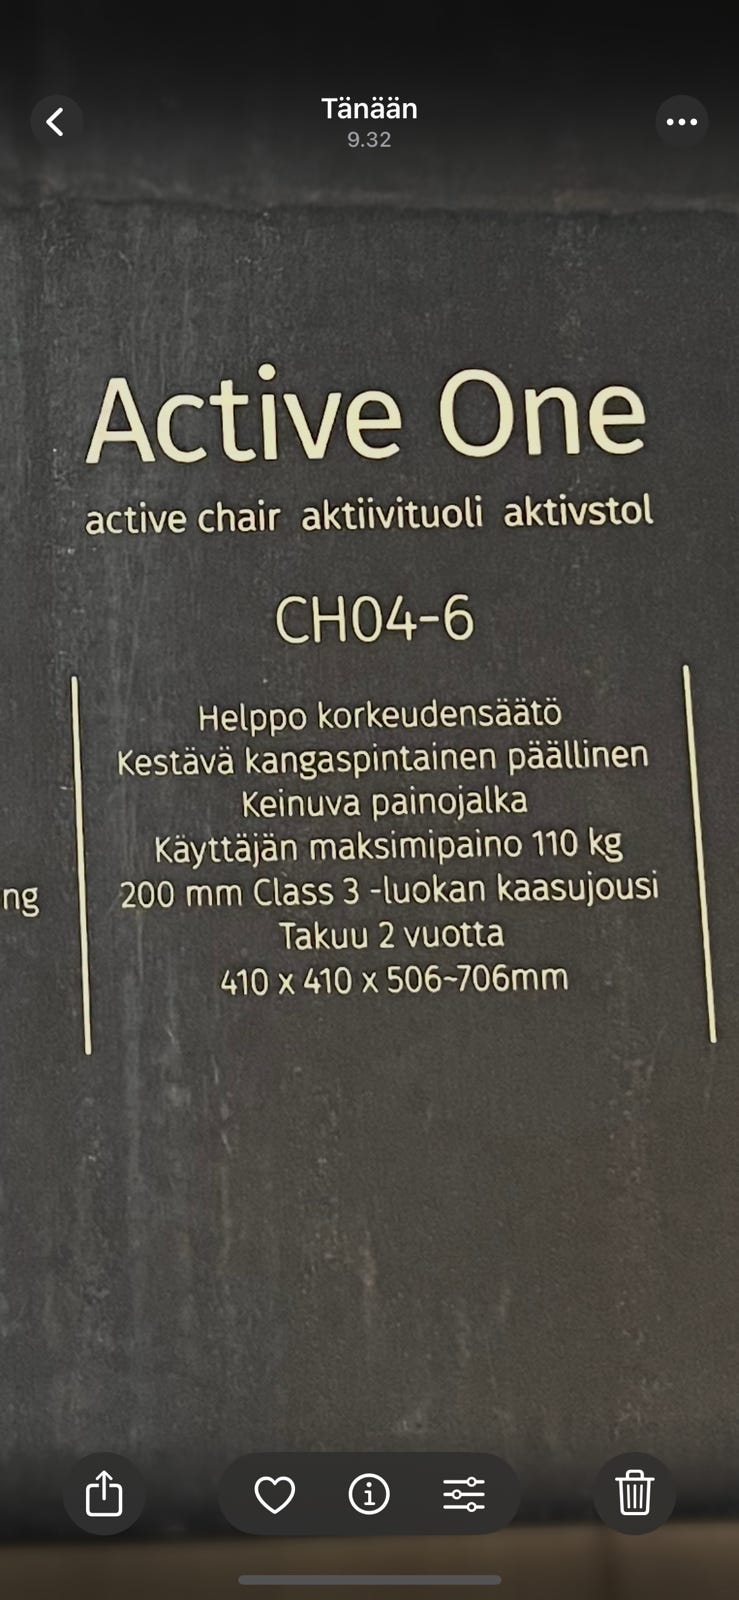 Tänään
9.32
Active One
active chair aktiivituoli aktivstol
CH04-6
Helppo korkeudensäätö
Kestävä kangaspintainen päällinen
Keinuva painojalka
Käyttäjän maksimipaino 110 kg
ng
200 mm Class 3 -luokan kaasujousi
Takuu 2 vuotta
410 x 410 x 506~706mm